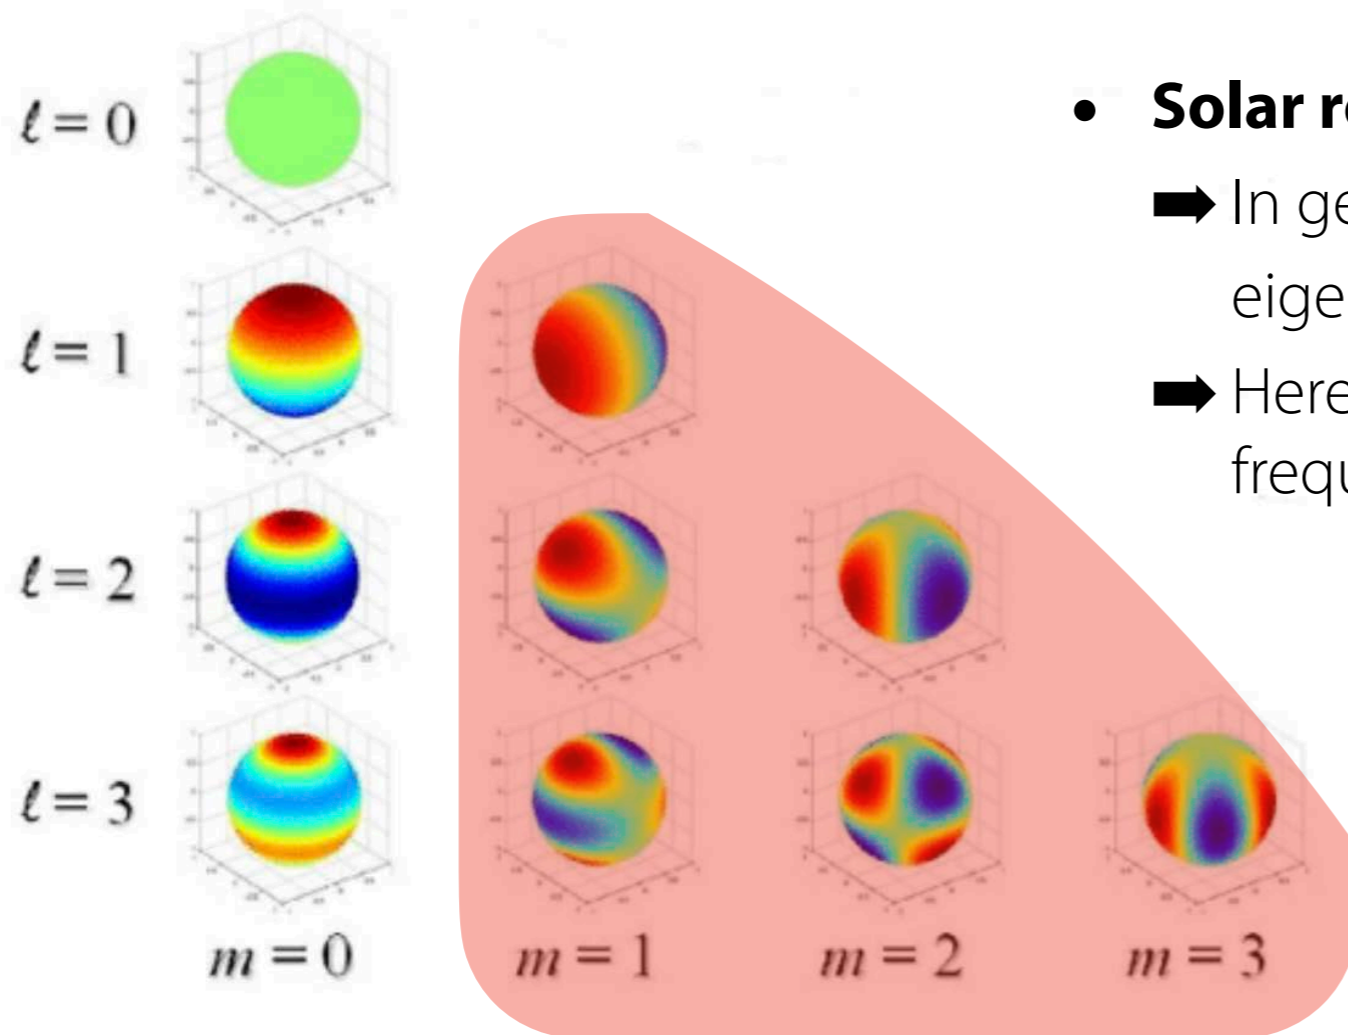 ℓ = 0
• Solar r
➡ In ge
eige
ℓ = 1
➡ Here
frequ
ℓ = 2
ℓ = 3
m = 0
m = 1
m = 2
m = 3